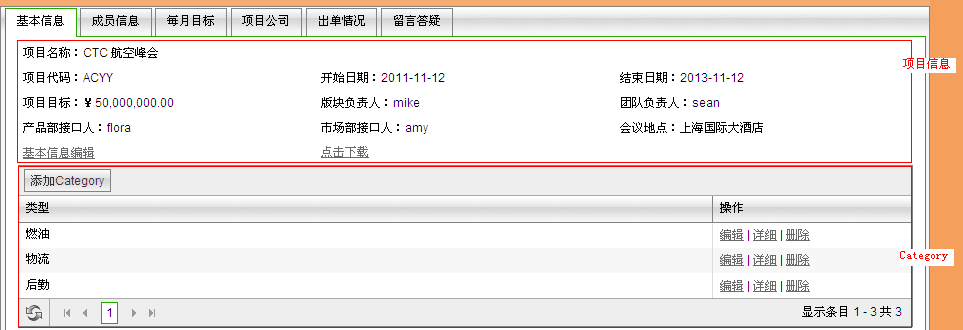 基本信息 成员信息 每月目标 项目公司 出单情况 留言答疑
项目名称：CTC 航空峰会
项目信息
项目代码：ACYY 开始日期：2011-11-12 结束日期：2013-11-12
项目目标：¥ 50,000,000.00 版块负责人：mike 团队负责人：sean
产品部接口人：flora 市场部接口人：amy 会议地点：上海国际大酒店
基本信息编辑 点击下载
添加Category
类型 操作
燃油 编辑 | 详细 | 删除
Category
物流 编辑 | 详细 | 删除
后勤 编辑 | 详细 | 删除
1 显示条目 1 - 3 共 3